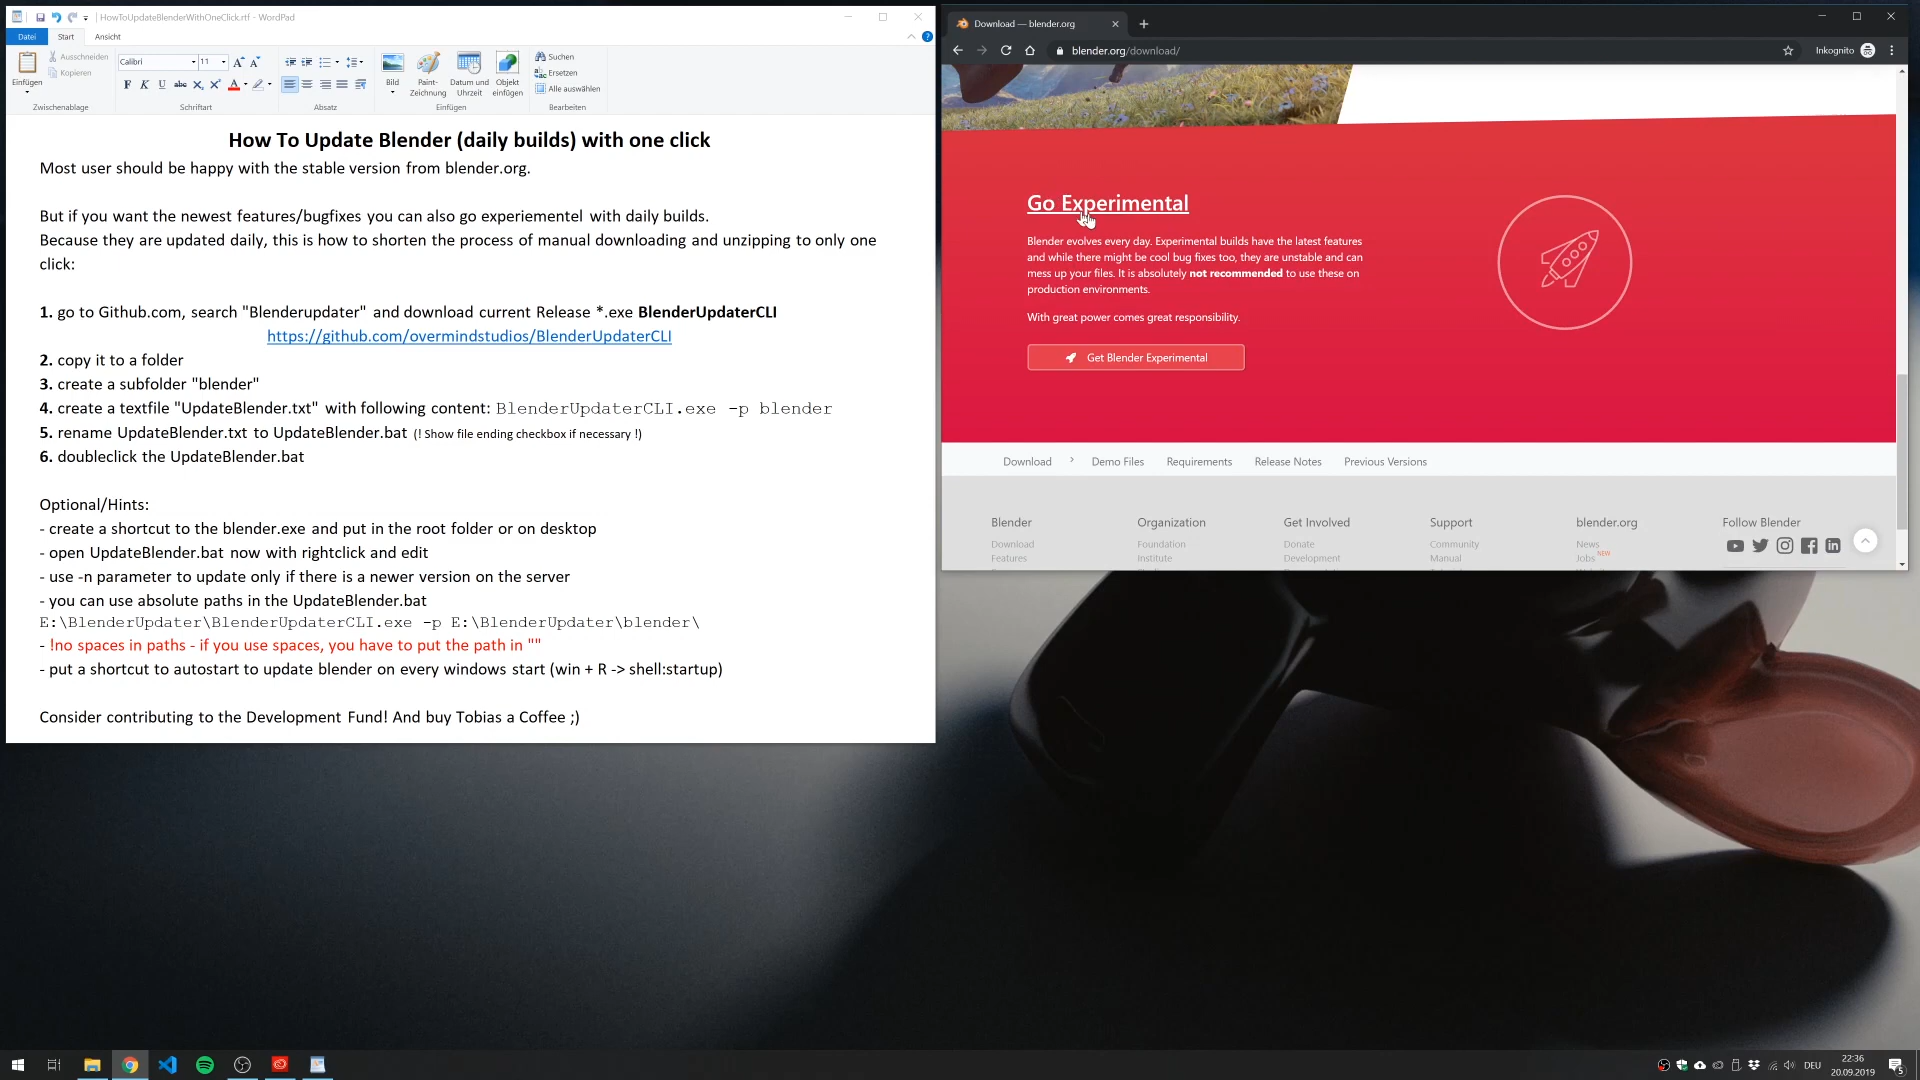 HowToUpdateBlenderWithOneClick.rtf - WordPad
Datei Start Ansicht
Einfügen
Ausschneiden
Kopieren
Zwischenablage
Calibri 11
F K U abc X X A
Schriftart
Absatz
Bild
Paint-
Zeichnung
Datum und
Uhrzeit
Objekt
einfügen
Einfügen
Suchen
Ersetzen
Alle auswählen
Bearbeiten
How To Update Blender (daily builds) with one click
Most user should be happy with the stable version from blender.org.
But if you want the newest features/bugfixes you can also go experiementel with daily builds.
Because they are updated daily, this is how to shorten the process of manual downloading and unzipping to only one
click:
1. go to Github.com, search "Blenderupdater" and download current Release *.exe BlenderUpdaterCLI
https://github.com/overmindstudios/BlenderUpdaterCLI
2. copy it to a folder
3. create a subfolder "blender"
4. create a textfile "UpdateBlender.txt" with following content: BlenderUpdaterCLI.exe -p blender
5. rename UpdateBlender.txt to UpdateBlender.bat (! Show file ending checkbox if necessary !)
6. doubleclick the UpdateBlender.bat
Optional/Hints:
- create a shortcut to the blender.exe and put in the root folder or on desktop
- open UpdateBlender.bat now with rightclick and edit
- use -n parameter to update only if there is a newer version on the server
- you can use absolute paths in the UpdateBlender.bat
E:\BlenderUpdater\BlenderUpdaterCLI.exe -p E:\BlenderUpdater\blender\
- !no spaces in paths - if you use spaces, you have to put the path in ""
- put a shortcut to autostart to update blender on every windows start (win + R -> shell:startup)
Consider contributing to the Development Fund! And buy Tobias a Coffee ;)
Download — blender.org
blender.org/download/
Inkognito
Go Experimental
Blender evolves every day. Experimental builds have the latest features
and while there might be cool bug fixes too, they are unstable and can
mess up your files. It is absolutely not recommended to use these on
production environments.
With great power comes great responsibility.
Get Blender Experimental
Download > Demo Files Requirements Release Notes Previous Versions
Blender Organization Get Involved Support blender.org Follow Blender
Download Foundation Donate Community News
Features Institute Development Manual Jobs NEW
DEU
22:36
20.09.2019
5